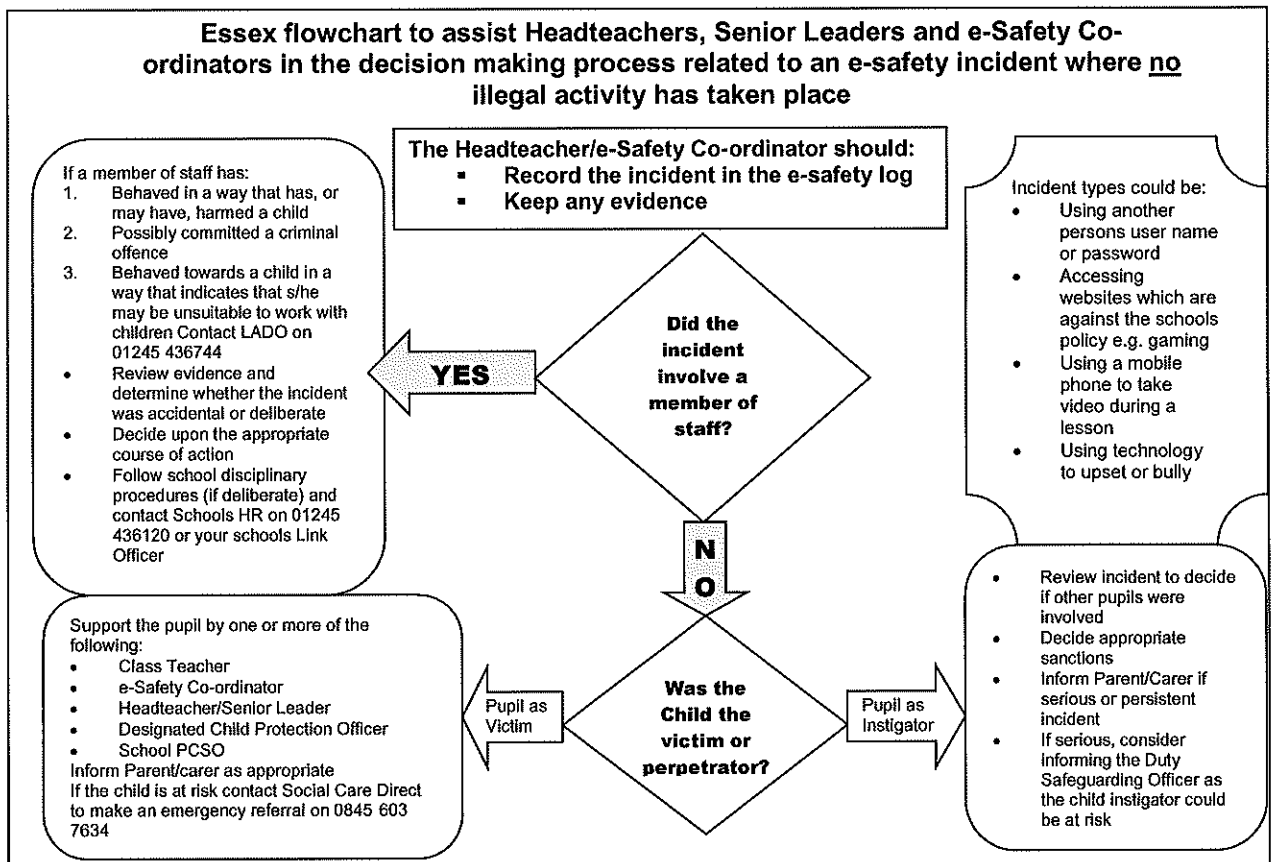 Essex flowchart to assist Headteachers, Senior Leaders and e-Safety Co-
ordinators in the decision making process related to an e-safety incident where no
illegal activity has taken place
The Headteacher/e-Safety Co-ordinator should:
▪ Record the incident in the e-safety log
▪ Keep any evidence
If a member of staff has:
1. Behaved in a way that has, or
may have, harmed a child
2. Possibly committed a criminal
offence
3. Behaved towards a child in a
way that indicates that s/he
may be unsuitable to work with
children Contact LADO on
01245 436744
• Review evidence and
determine whether the incident
was accidental or deliberate
• Decide upon the appropriate
course of action
• Follow school disciplinary
procedures (if deliberate) and
contact Schools HR on 01245
436120 or your schools Link
Officer
YES
Did the
incident
involve a
member of
staff?
Incident types could be:
• Using another
persons user name
or password
• Accessing
websites which are
against the schools
policy e.g. gaming
• Using a mobile
phone to take
video during a
lesson
• Using technology
to upset or bully
N
O
Support the pupil by one or more of the
following:
• Class Teacher
• e-Safety Co-ordinator
• Headteacher/Senior Leader
• Designated Child Protection Officer
• School PCSO
Inform Parent/carer as appropriate
If the child is at risk contact Social Care Direct
to make an emergency referral on 0845 603
7634
Pupil as
Victim
Was the
Child the
victim or
perpetrator?
Pupil as
Instigator
• Review incident to decide
if other pupils were
involved
• Decide appropriate
sanctions
• Inform Parent/Carer if
serious or persistent
incident
• If serious, consider
informing the Duty
Safeguarding Officer as
the child instigator could
be at risk